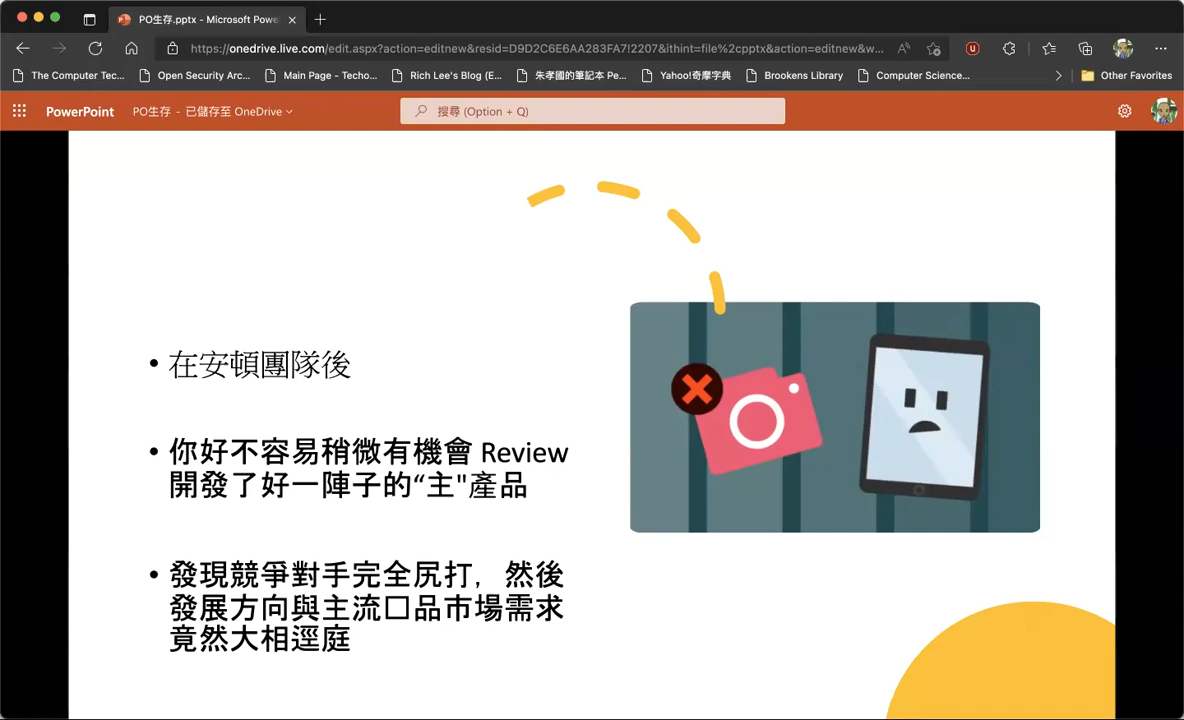 PO生存.pptx - Microsoft Powe
https://onedrive.live.com/edit.aspx?action=editnew&resid=D9D2C6E6AA283FA7!2207&ithint=file%2cpptx&action=editnew&w...
The Computer Tec...
Open Security Arc...
Main Page - Techo...
Rich Lee's Blog (E...
朱孝國的筆記本 Pe...
Yahoo!奇摩字典
Brookens Library
Computer Science...
Other Favorites
PowerPoint
PO生存 - 已儲存至 OneDrive
搜尋 (Option + Q)
• 在安頓團隊後
• 你好不容易稍微有機會 Review
開發了好一陣子的“主"產品
• 發現競爭對手完全尻打，然後
發展方向與主流□品市場需求
竟然大相逕庭